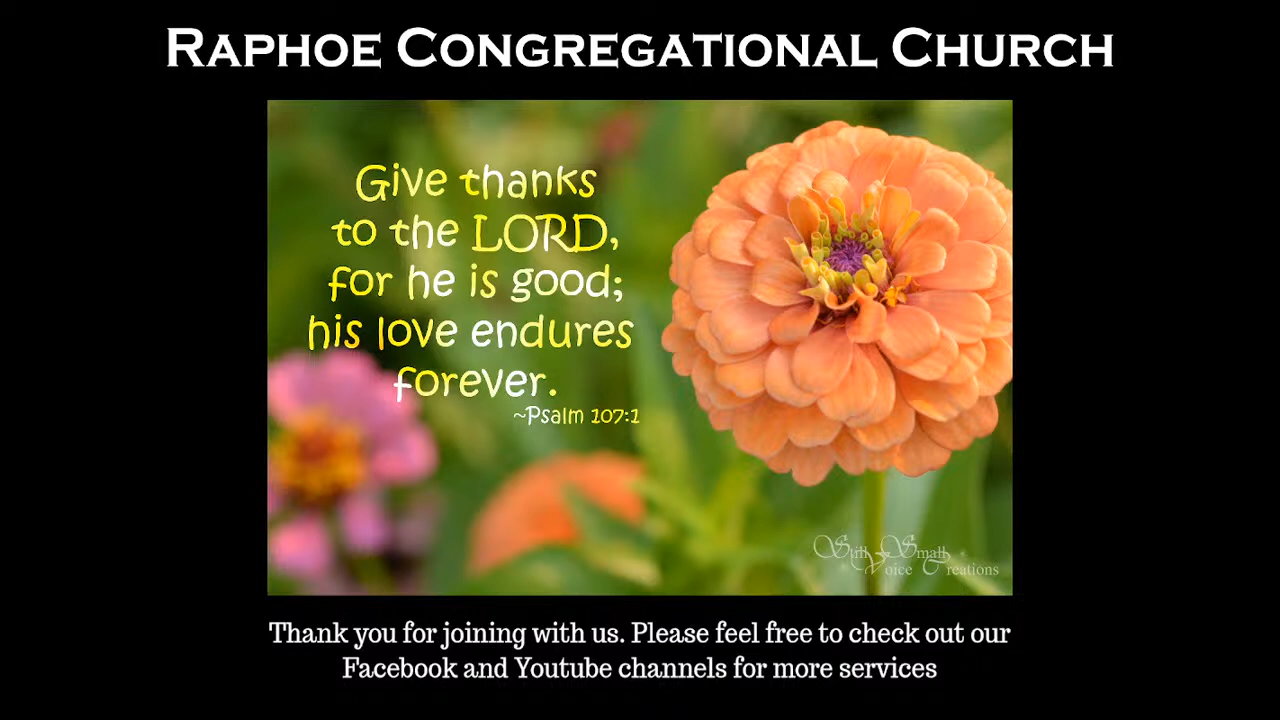 RAPHOE CONGREGATIONAL CHURCH
Give thanks
to the LORD,
for he is good;
his love endures
forever.
~Psalm 107:1
Still Small
Voice Creations
Thank you for joining with us. Please feel free to check out our
Facebook and Youtube channels for more services